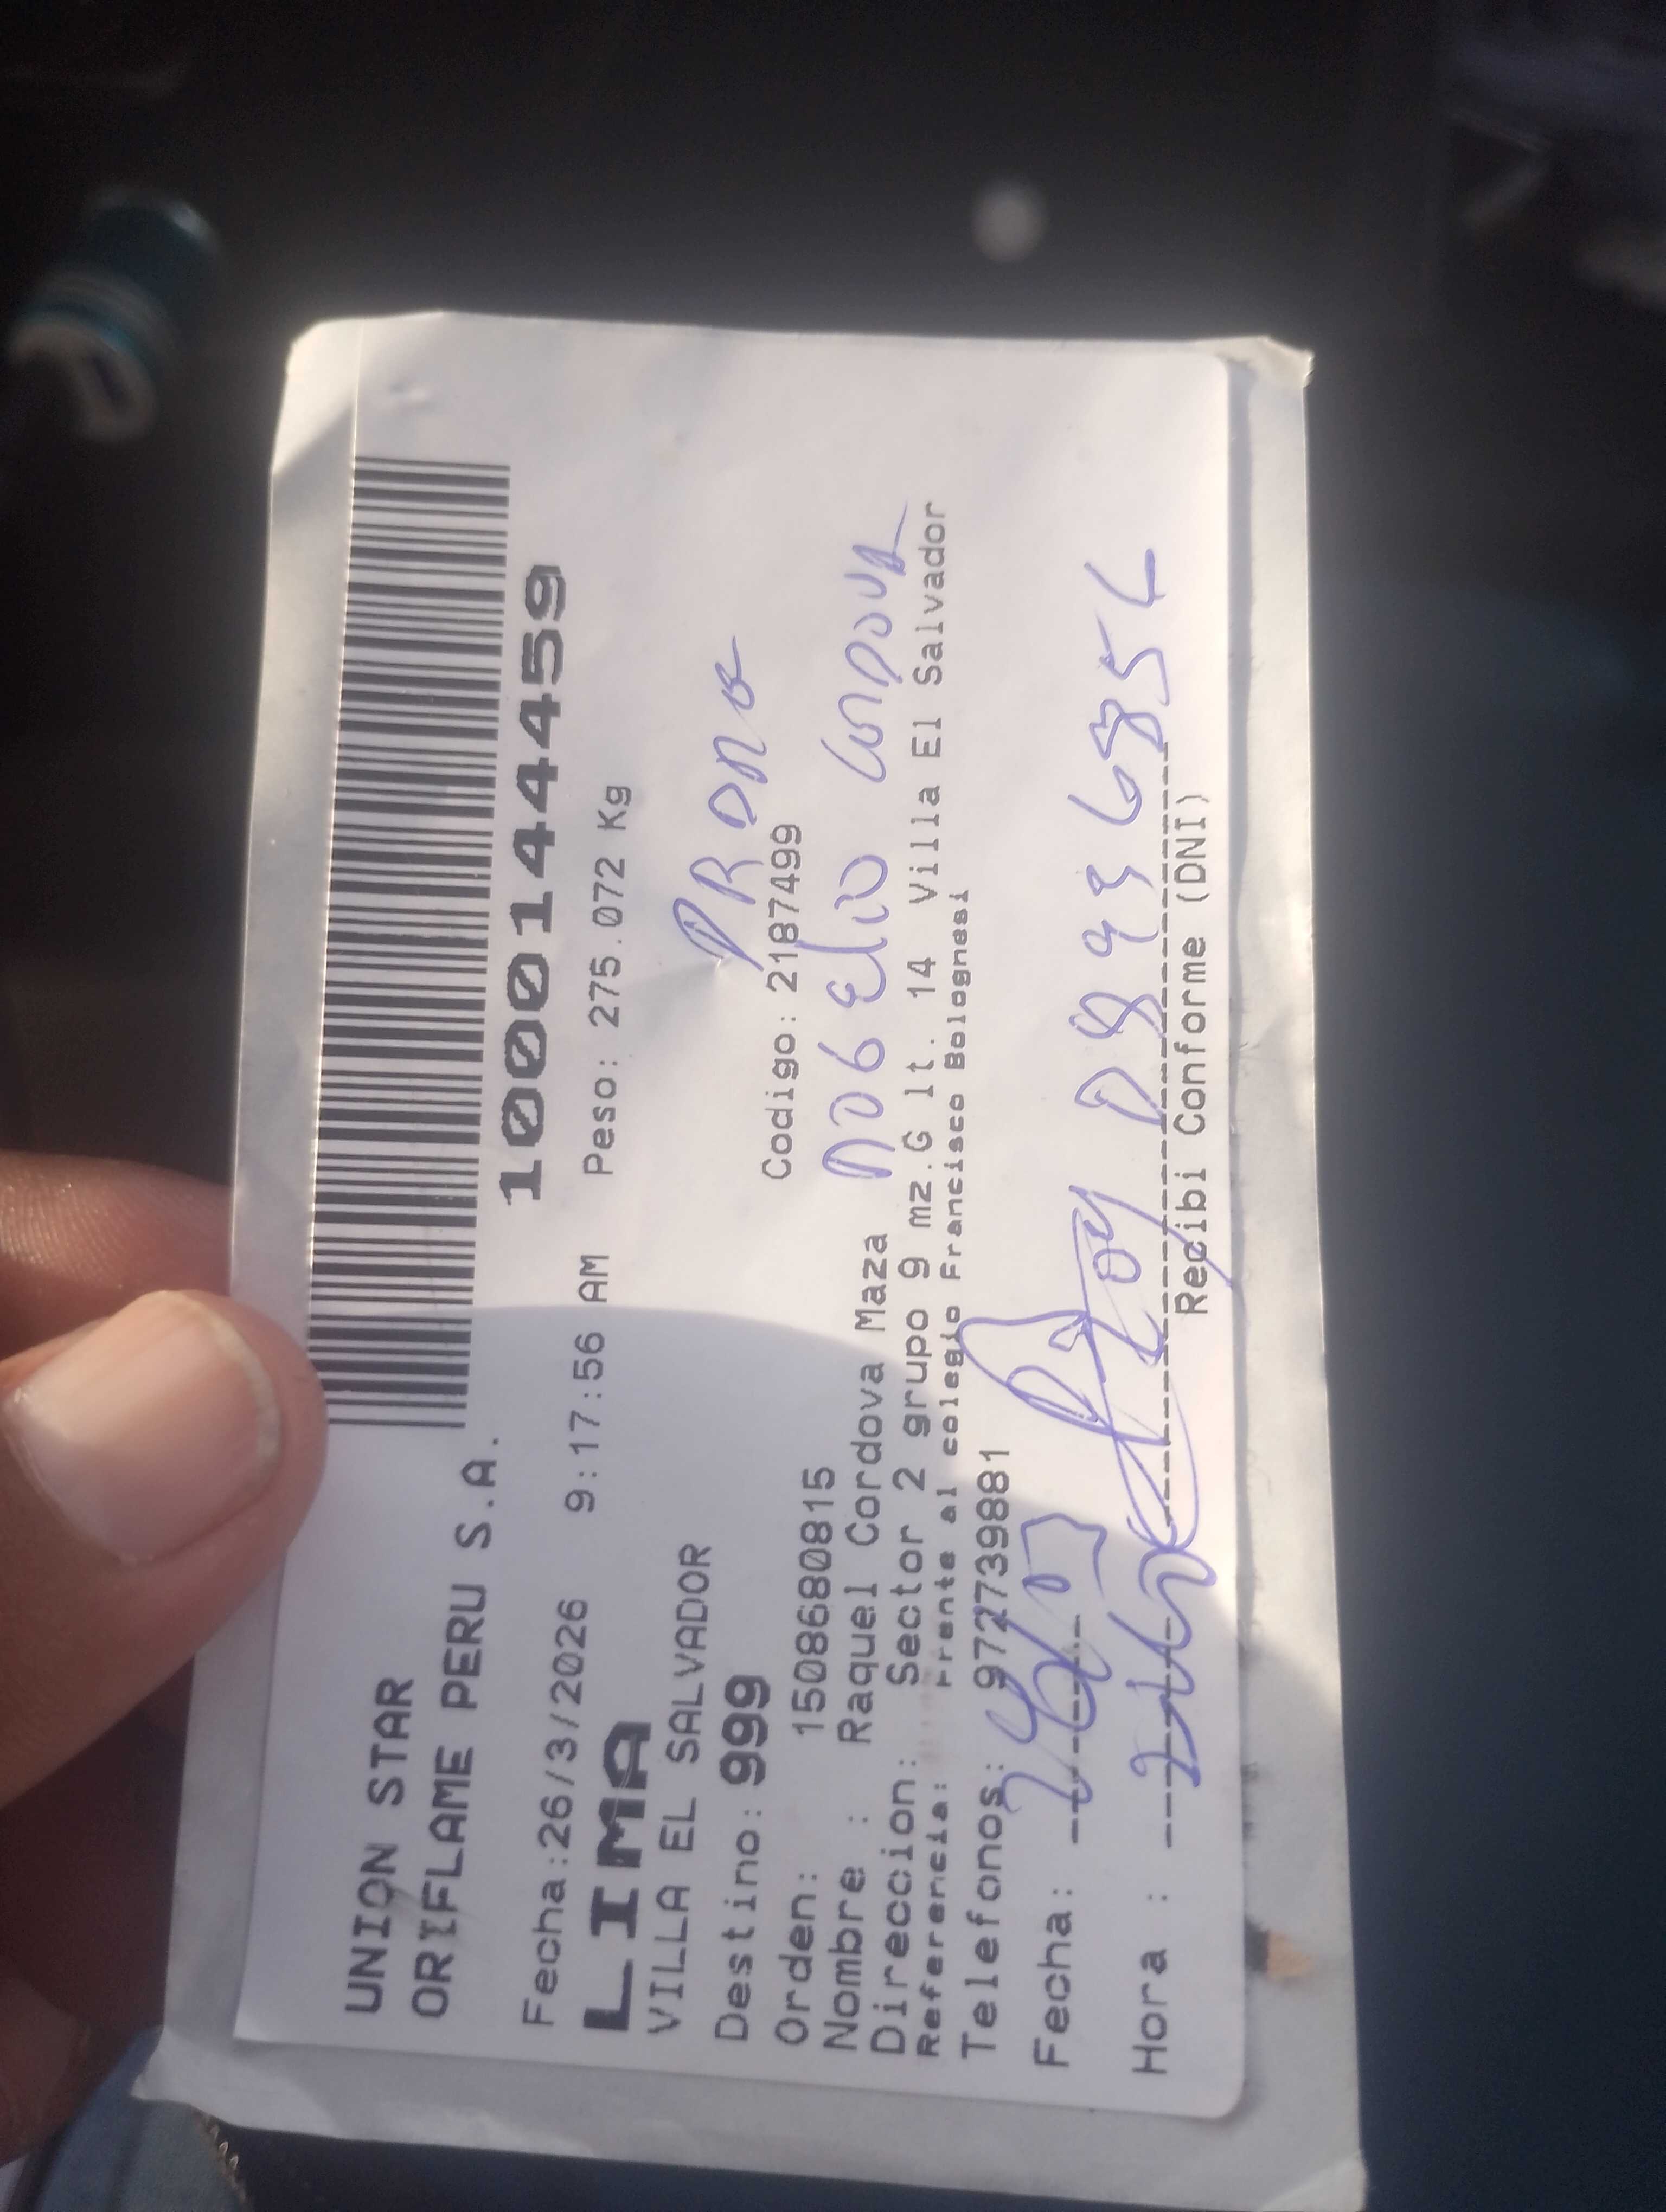 UNION STAR
ORIFLAME PERU S.A.
100014459
Fecha:26/3/2026 9:17:56 AM Peso: 275.072 Kg
LIMA
VILLA EL SALVADOR
Destino: 999
Orden: 1508680815 Codigo: 2187499
Nombre : Raquel Cordova Maza
Direccion: Sector 2 grupo 9 mz.G lt. 14 Villa El Salvador
Referencia: Frente al colegio Francisco Bolognesi
Telefonos: 972739881
Fecha:
Hora :
Recibi Conforme (DNI)